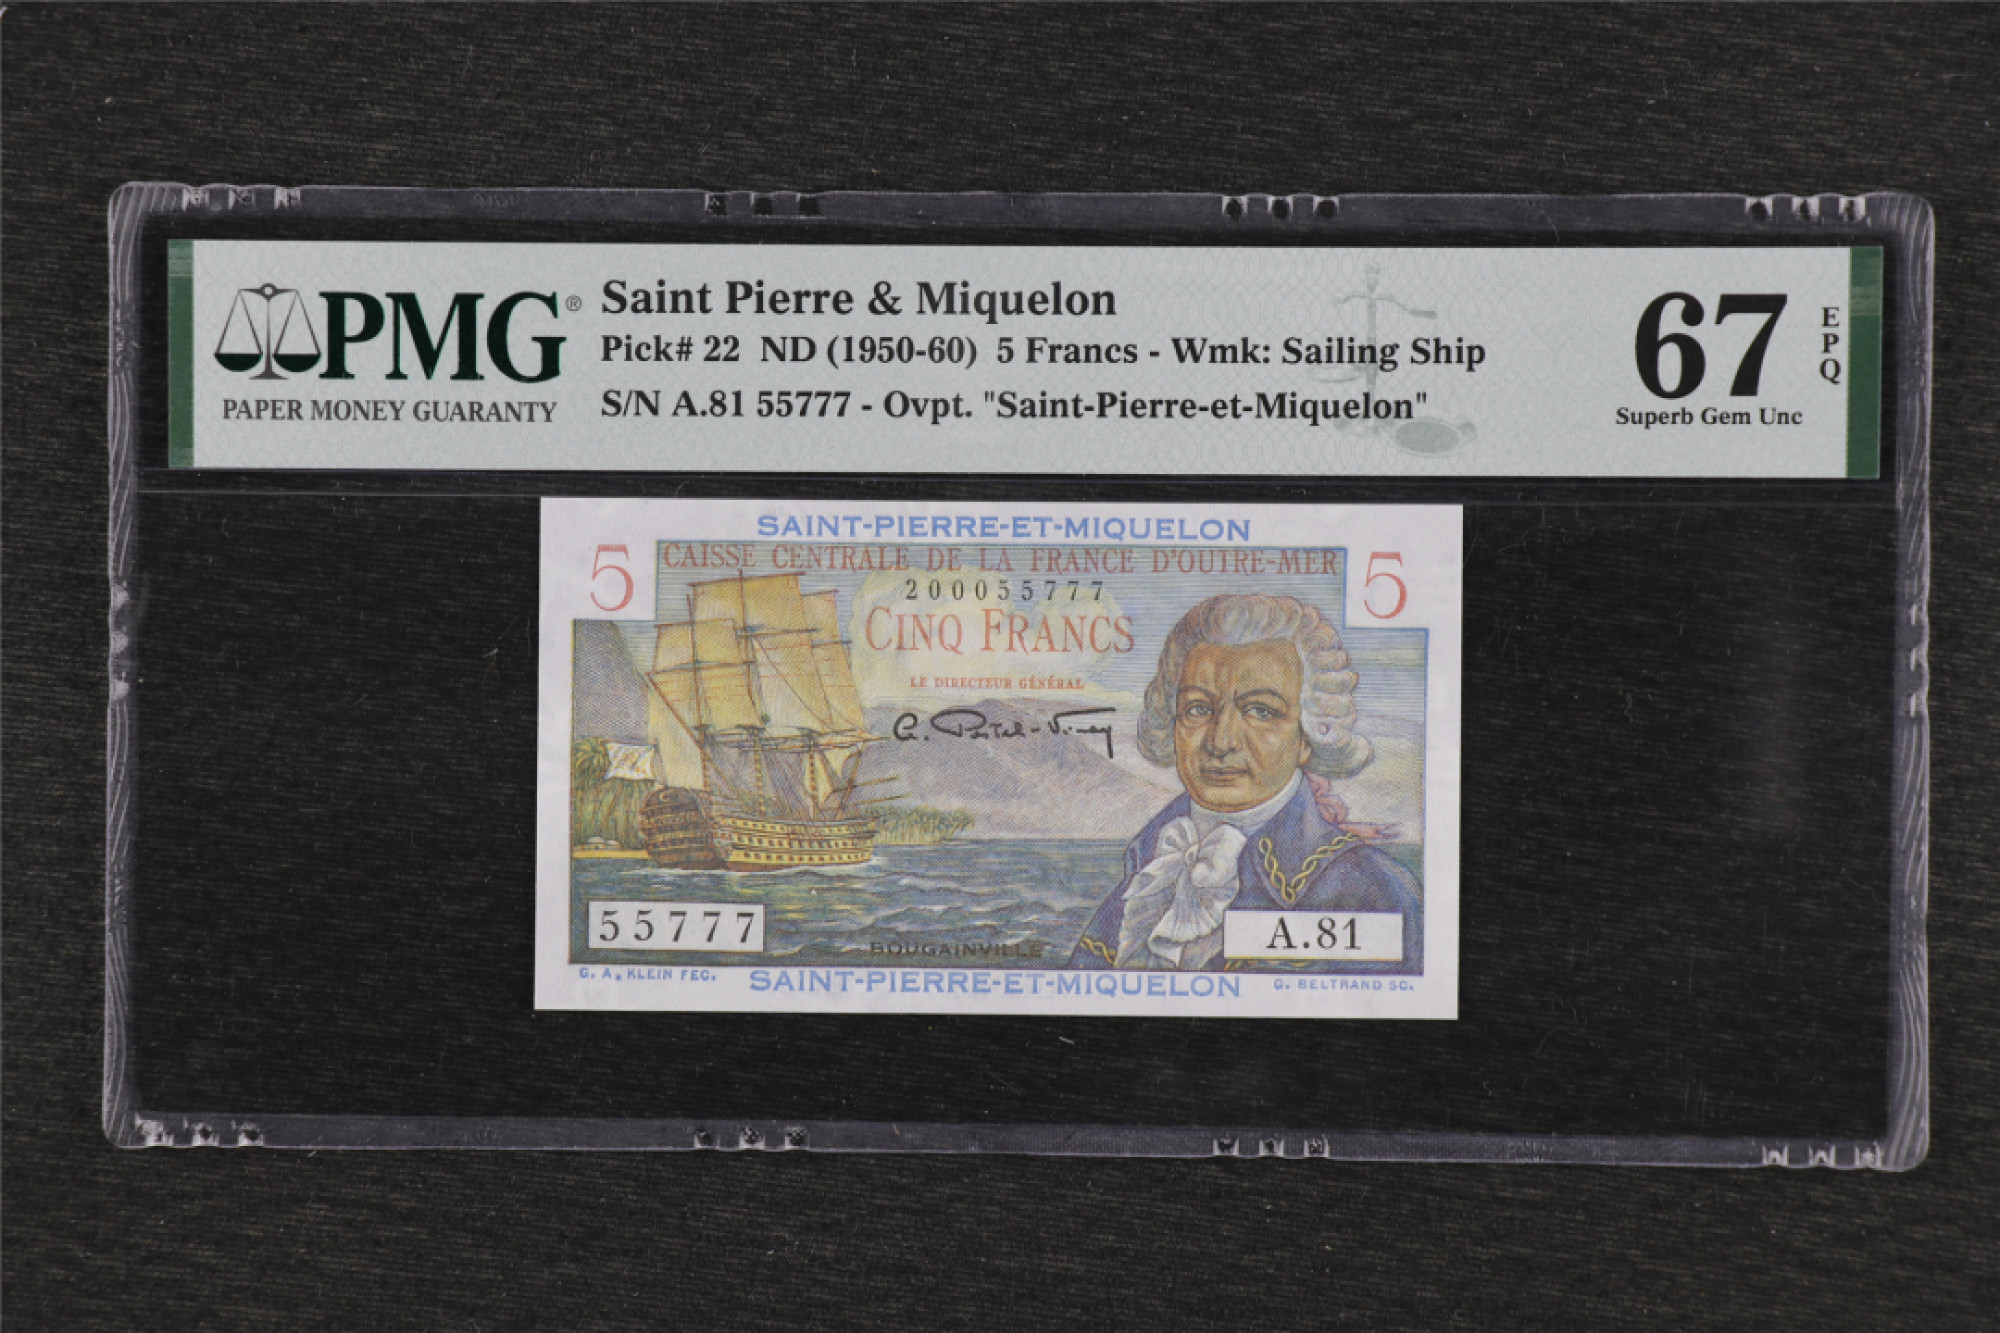 PMG®
PAPER MONEY GUARANTY
Saint Pierre & Miquelon
Pick# 22 ND (1950-60) 5 Francs - Wmk: Sailing Ship
S/N A.81 55777 - Ovpt. "Saint-Pierre-et-Miquelon"
67
EPQ
Superb Gem Unc
SAINT-PIERRE-ET-MIQUELON
5 CAISSE CENTRALE DE LA FRANCE D'OUTRE-MER 5
200055777
CINQ FRANCS
LE DIRECTEUR GÉNÉRAL
A. Postel-Vinay
55777
A.81
BOUGAINVILLE
G. A. KLEIN FEC.
SAINT-PIERRE-ET-MIQUELON
G. BELTRAND SC.